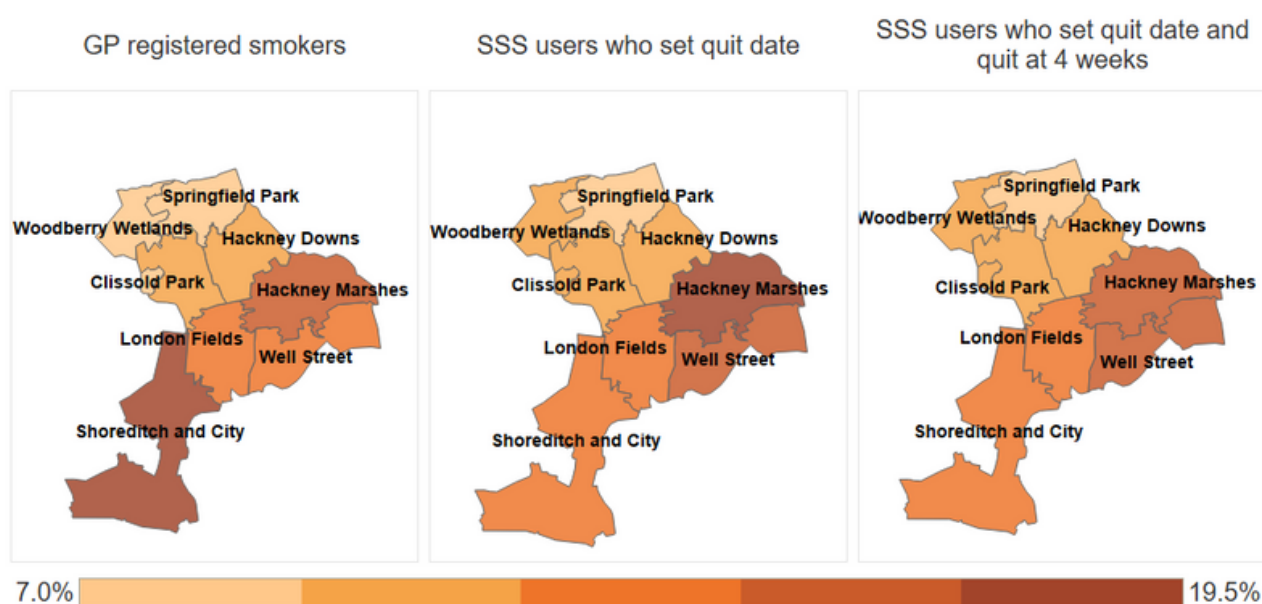 GP registered smokers
SSS users who set quit date
SSS users who set quit date and
quit at 4 weeks
Springfield Park
Woodberry Wetlands
Hackney Downs
Clissold Park
Hackney Marshes
London Fields
Well Street
Shoreditch and City
Springfield Park
Woodberry Wetlands
Hackney Downs
Clissold Park
Hackney Marshes
London Fields
Well Street
Shoreditch and City
Springfield Park
Woodberry Wetlands
Hackney Downs
Clissold Park
Hackney Marshes
London Fields
Well Street
Shoreditch and City
7.0%
19.5%